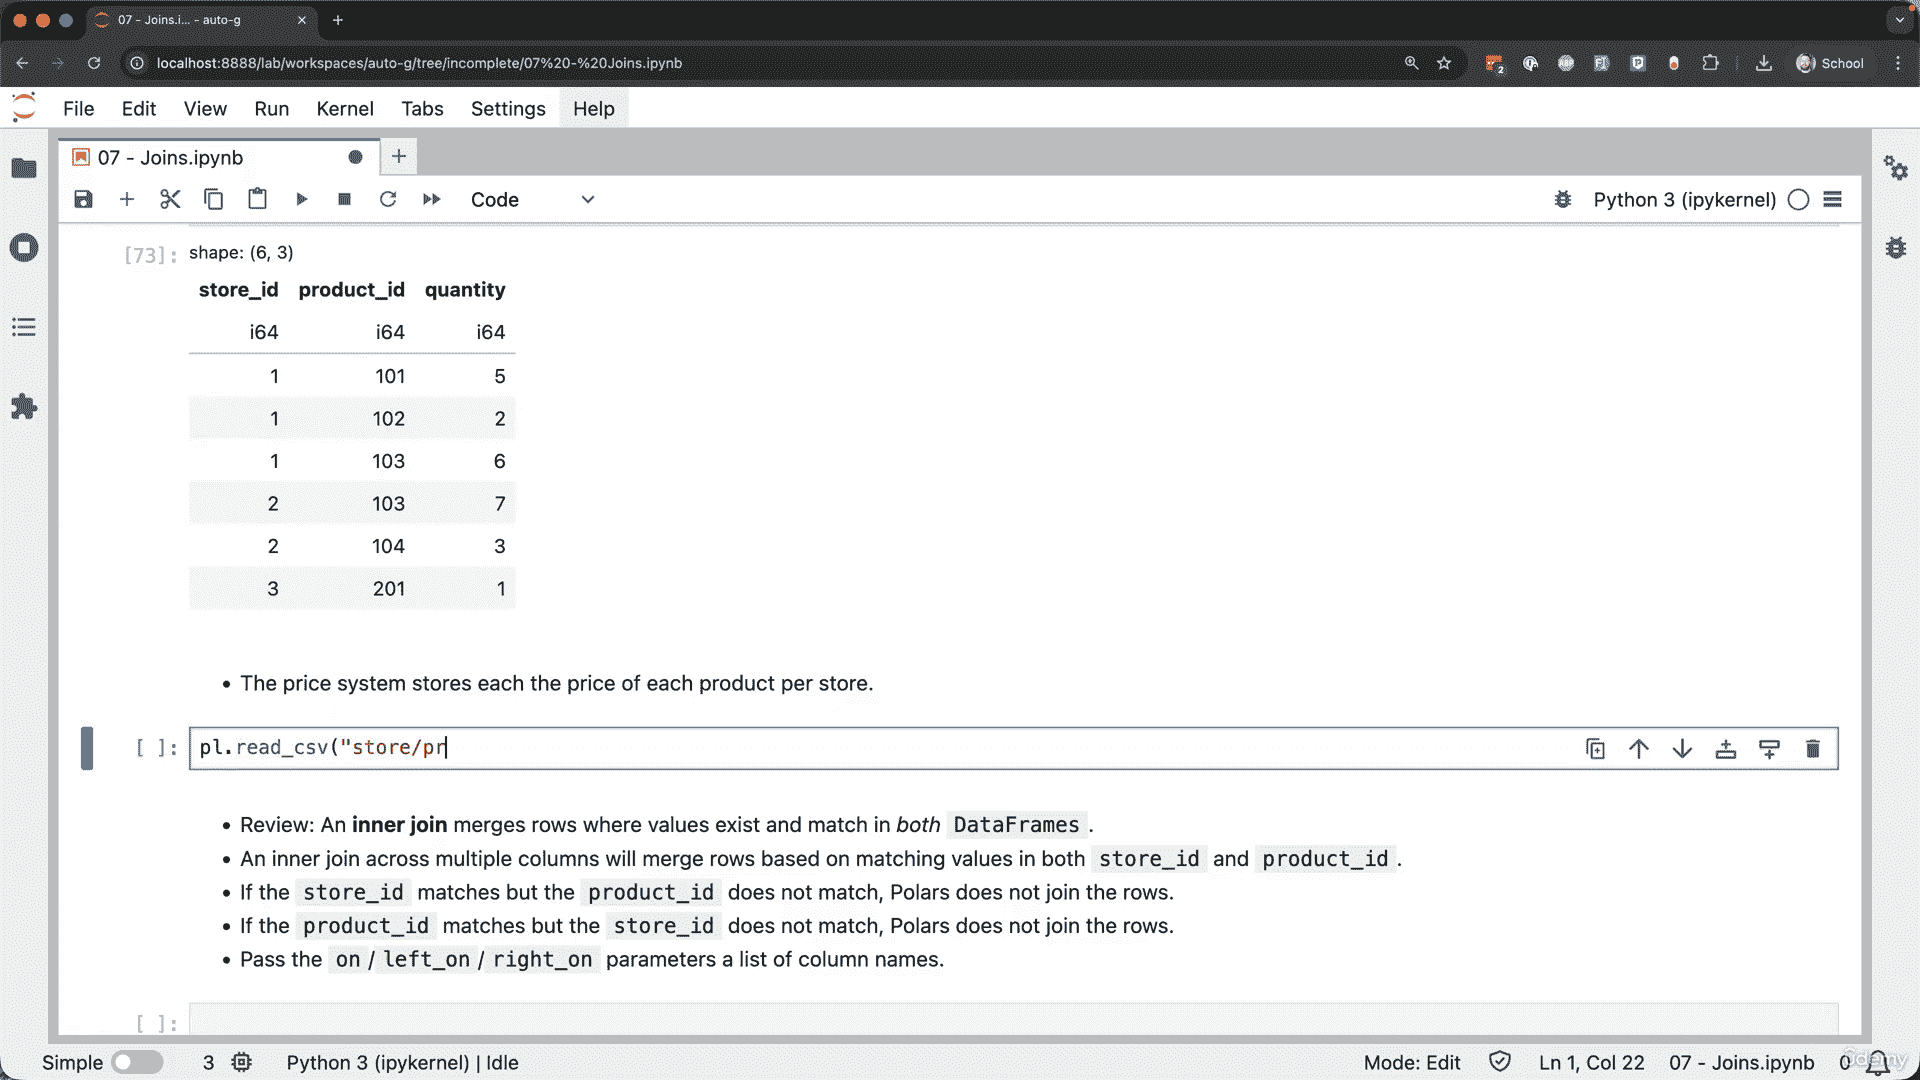 07 - Joins.i... - auto-g
localhost:8888/lab/workspaces/auto-g/tree/incomplete/07%20-%20Joins.ipynb
2
School
File Edit View Run Kernel Tabs Settings Help
07 - Joins.ipynb
Code
Python 3 (ipykernel)
[73]: shape: (6, 3)
store_id product_id quantity
i64 i64 i64
1 101 5
1 102 2
1 103 6
2 103 7
2 104 3
3 201 1
• The price system stores each the price of each product per store.
[ ]: pl.read_csv("store/pr
• Review: An inner join merges rows where values exist and match in both DataFrames .
• An inner join across multiple columns will merge rows based on matching values in both store_id and product_id .
• If the store_id matches but the product_id does not match, Polars does not join the rows.
• If the product_id matches but the store_id does not match, Polars does not join the rows.
• Pass the on / left_on / right_on parameters a list of column names.
[ ]:
Simple 3 Python 3 (ipykernel) | Idle Mode: Edit Ln 1, Col 22 07 - Joins.ipynb 0